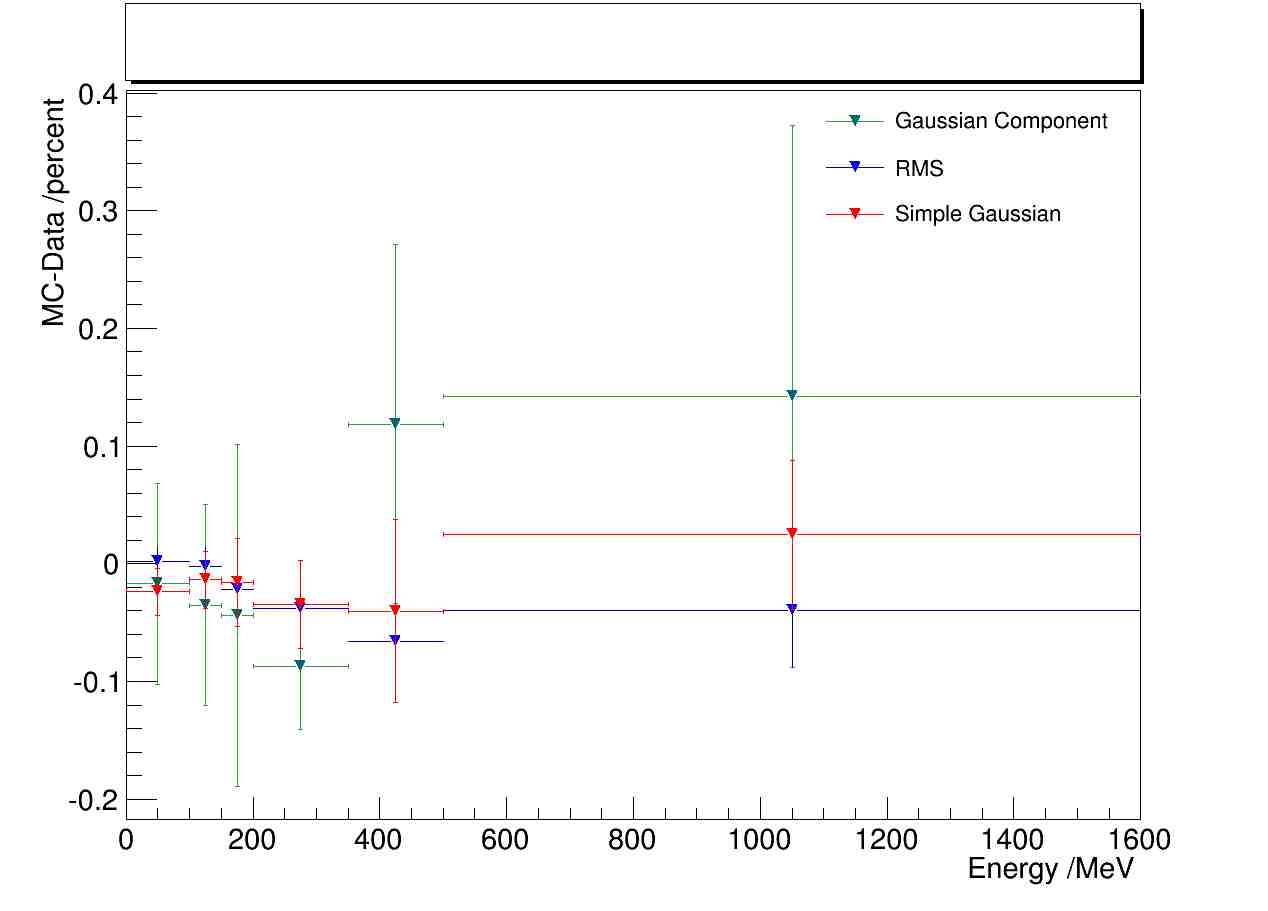 MC-Data /percent
0.4
0.3
0.2
0.1
0
-0.1
-0.2
Gaussian Component
RMS
Simple Gaussian
0 200 400 600 800 1000 1200 1400 1600
Energy /MeV